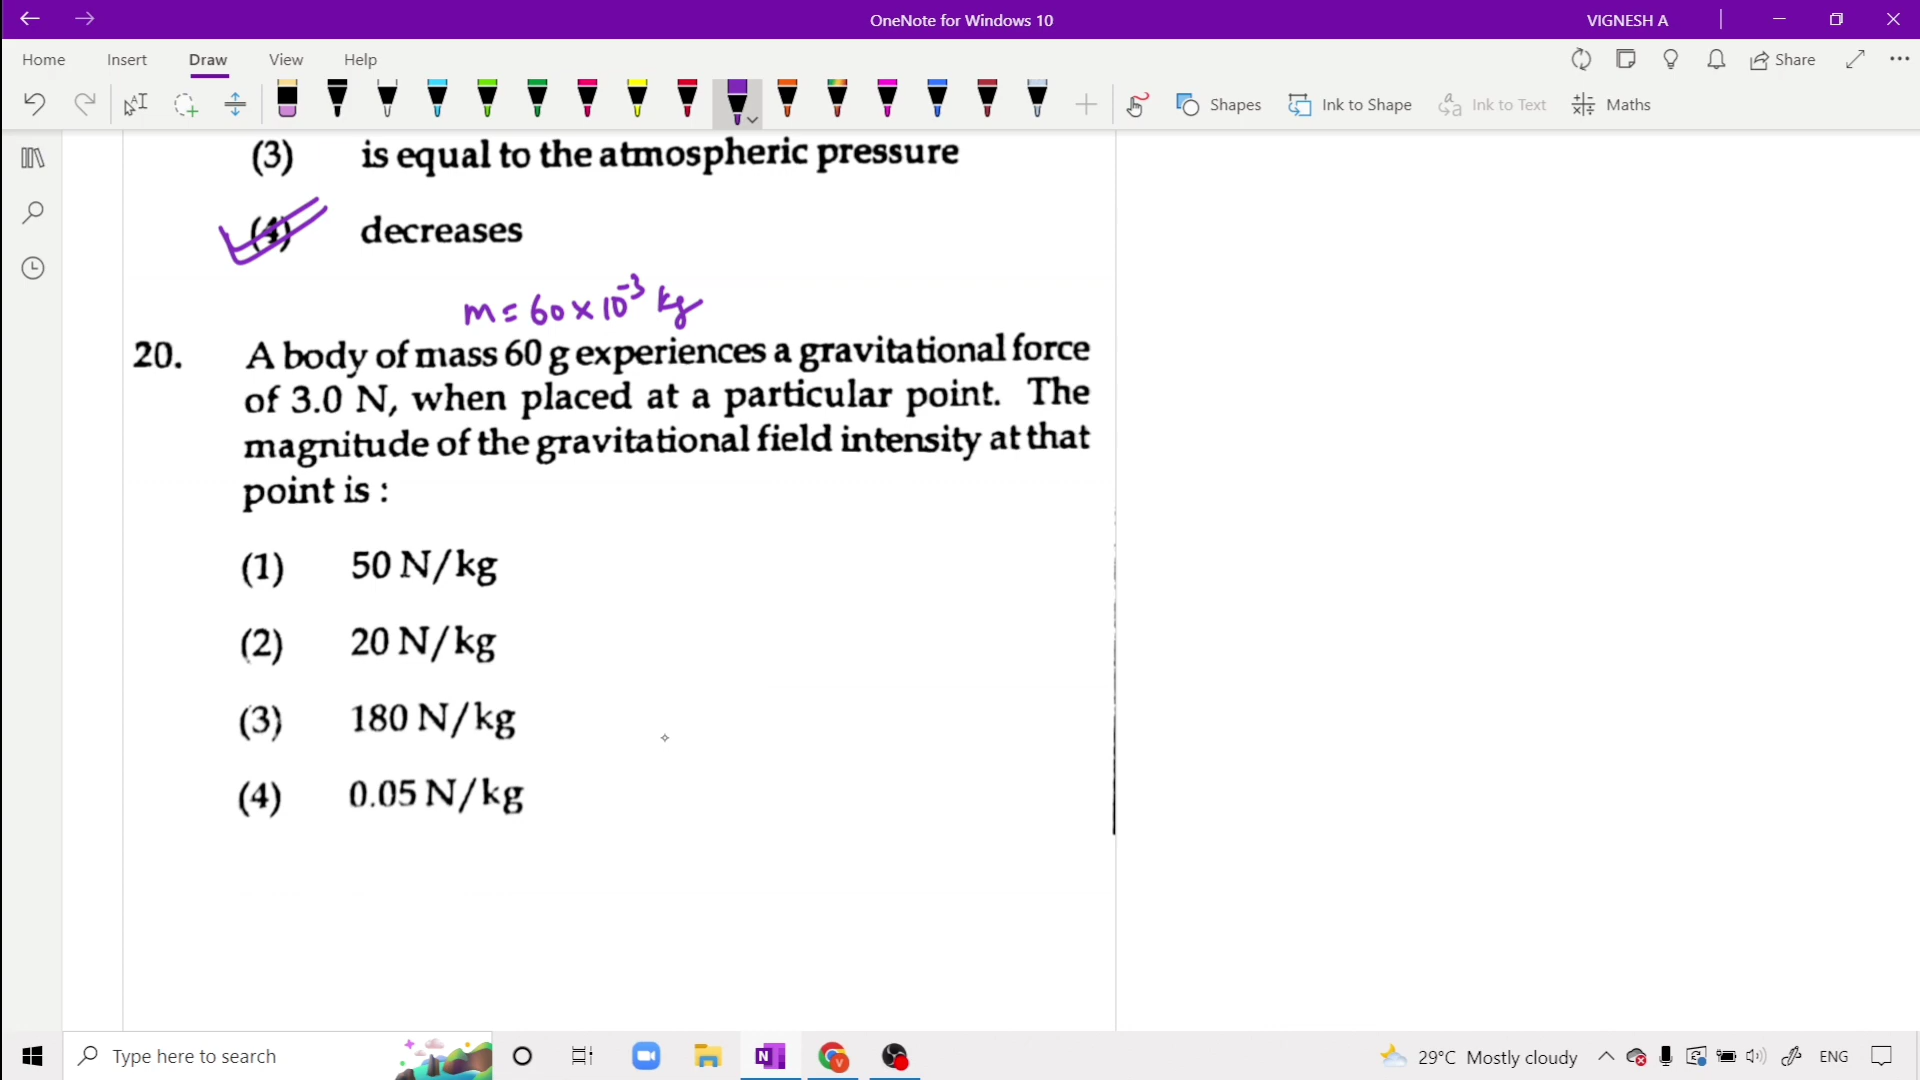 OneNote for Windows 10
VIGNESH A
Home Insert Draw View Help
Share
Shapes Ink to Shape Ink to Text Maths
(3) is equal to the atmospheric pressure
(4) decreases
m = 60 × 10⁻³ kg
20. A body of mass 60 g experiences a gravitational force
of 3.0 N, when placed at a particular point. The
magnitude of the gravitational field intensity at that
point is :
(1) 50 N/kg
(2) 20 N/kg
(3) 180 N/kg
(4) 0.05 N/kg
Type here to search
29°C Mostly cloudy
ENG